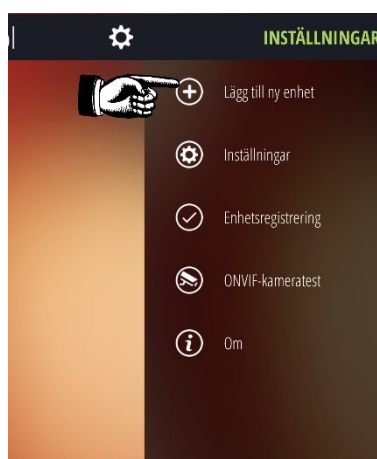 INSTÄLLNINGAR
Lägg till ny enhet
Inställningar
Enhetsregistrering
ONVIF-kameratest
Om